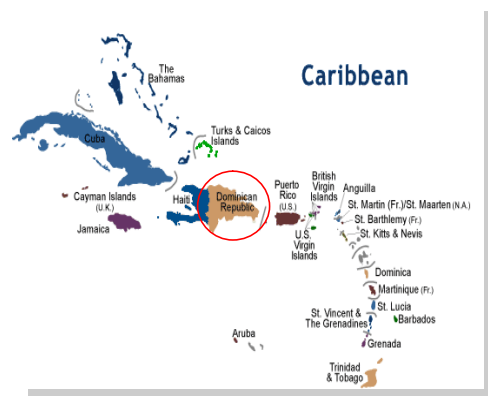 The
Bahamas
Caribbean
Turks & Caicos
Islands
Cuba
Cayman Islands
(U.K.)
Jamaica
Haiti
Dominican
Republic
Puerto
Rico
(U.S.)
British
Virgin
Islands
U.S.
Virgin
Islands
Anguilla
St. Martin (Fr.)/St. Maarten (N.A.)
St. Barthlemy (Fr.)
St. Kitts & Nevis
Dominica
Martinique (Fr.)
St. Lucia
St. Vincent &
The Grenadines
Barbados
Grenada
Aruba
Trinidad
& Tobago